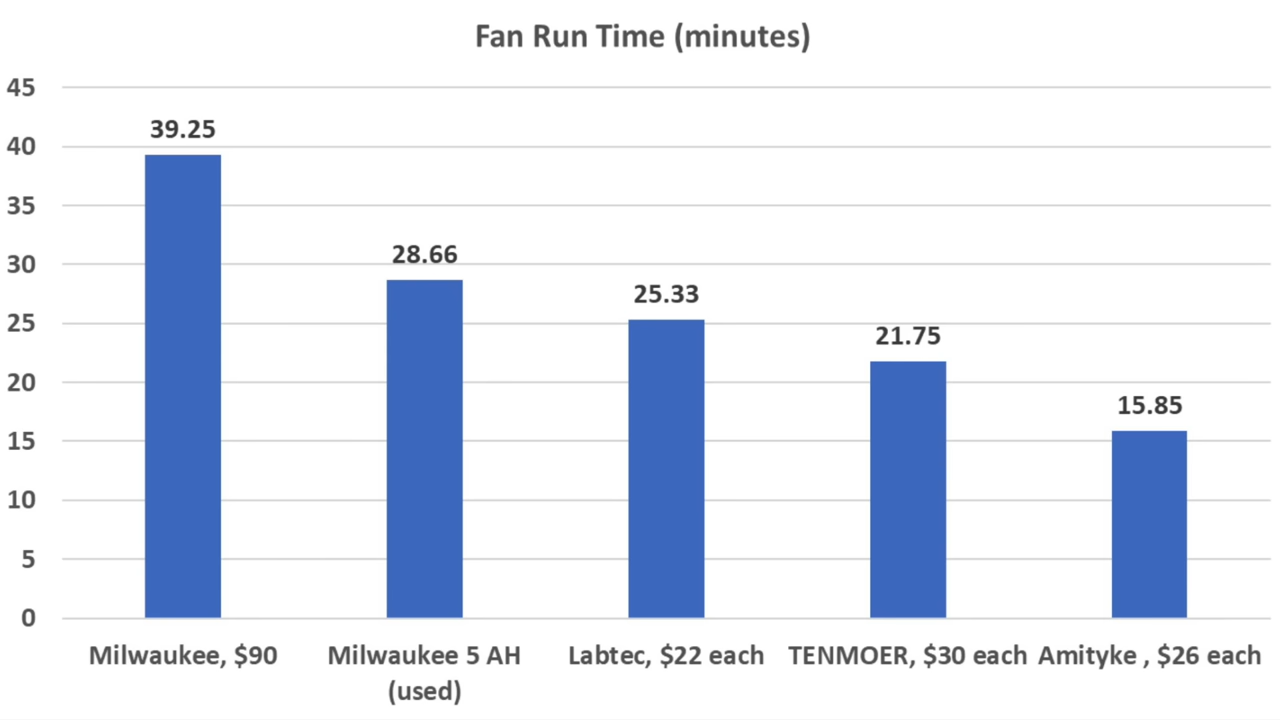 Fan Run Time (minutes)
45
40
35
30
25
20
15
10
5
0
39.25
28.66
25.33
21.75
15.85
Milwaukee, $90
Milwaukee 5 AH
(used)
Labtec, $22 each
TENMOER, $30 each
Amityke , $26 each